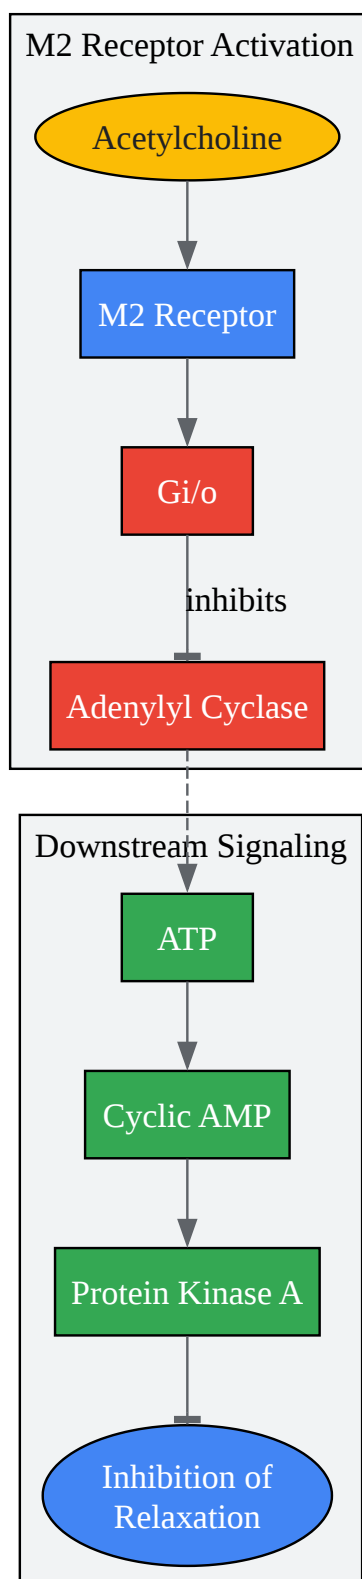 M2 Receptor Activation
Acetylcholine
M2 Receptor
Gi/o
inhibits
Adenylyl Cyclase
Downstream Signaling
ATP
Cyclic AMP
Protein Kinase A
Inhibition of
Relaxation